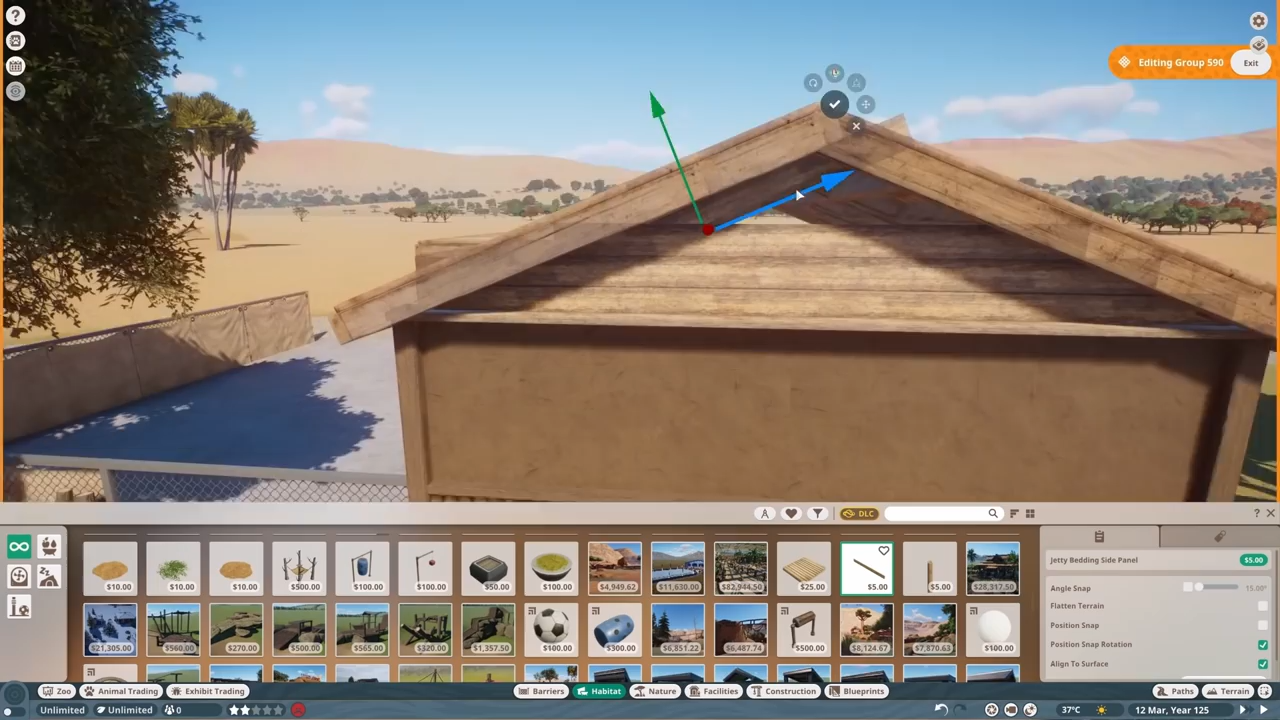 ?
Editing Group 590
Exit
DLC
? ×
$10.00
$10.00
$10.00
$500.00
$100.00
$100.00
$50.00
$100.00
$4,949.62
$11,630.00
$82,944.50
$25.00
$5.00
$5.00
$28,317.50
Jetty Bedding Side Panel
$5.00
Angle Snap
15.00°
Flatten Terrain
Position Snap
Position Snap Rotation
Align To Surface
$21,305.00
$560.00
$270.00
$500.00
$565.00
$320.00
$1,357.50
$100.00
$300.00
$6,851.22
$6,487.74
$500.00
$8,124.67
$7,870.63
$100.00
Zoo
Animal Trading
Exhibit Trading
Barriers
Habitat
Nature
Facilities
Construction
Blueprints
Paths
Terrain
Unlimited
Unlimited
0
37°C
12 Mar, Year 125